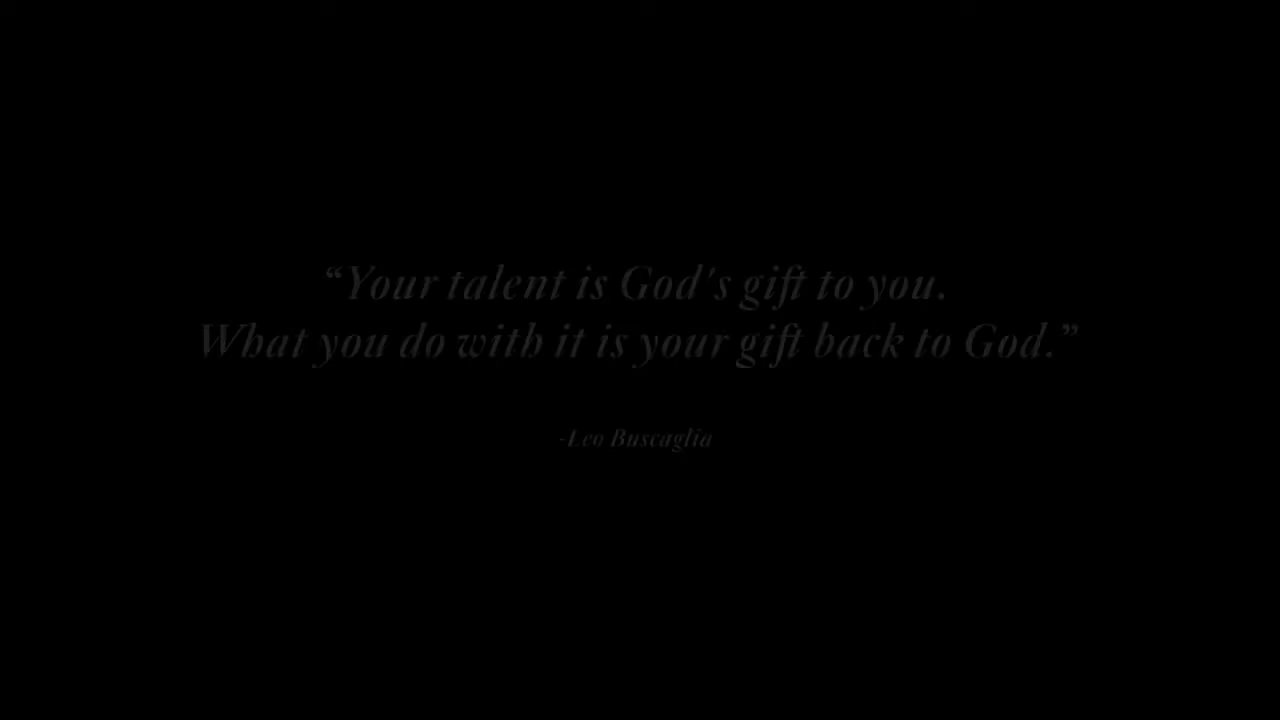 “Your talent is God's gift to you.
What you do with it is your gift back to God.”
-Leo Buscaglia